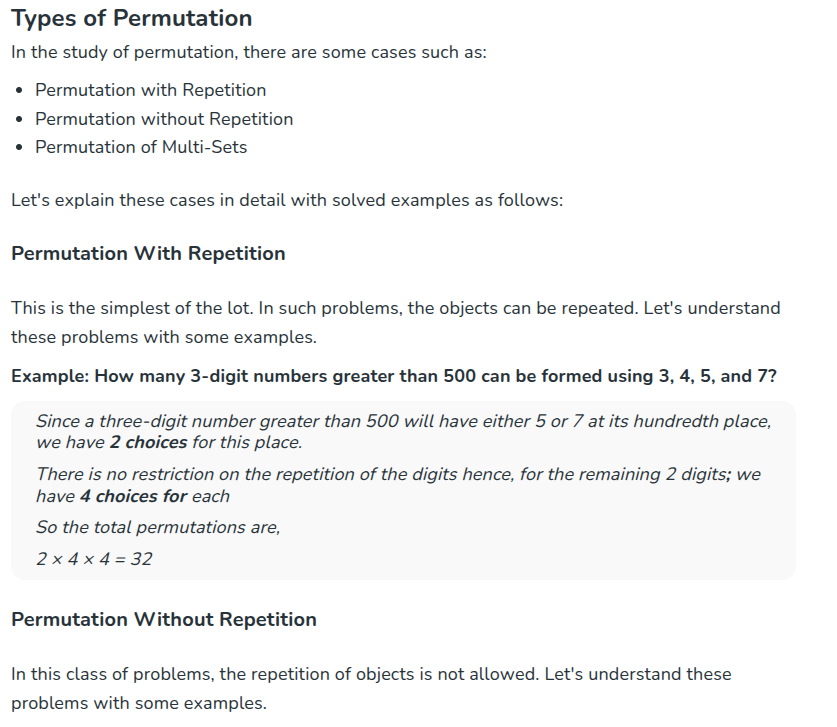 Types of Permutation
In the study of permutation, there are some cases such as:
• Permutation with Repetition
• Permutation without Repetition
• Permutation of Multi-Sets
Let's explain these cases in detail with solved examples as follows:
Permutation With Repetition
This is the simplest of the lot. In such problems, the objects can be repeated. Let's understand
these problems with some examples.
Example: How many 3-digit numbers greater than 500 can be formed using 3, 4, 5, and 7?
Since a three-digit number greater than 500 will have either 5 or 7 at its hundredth place,
we have 2 choices for this place.
There is no restriction on the repetition of the digits hence, for the remaining 2 digits; we
have 4 choices for each
So the total permutations are,
2 × 4 × 4 = 32
Permutation Without Repetition
In this class of problems, the repetition of objects is not allowed. Let's understand these
problems with some examples.